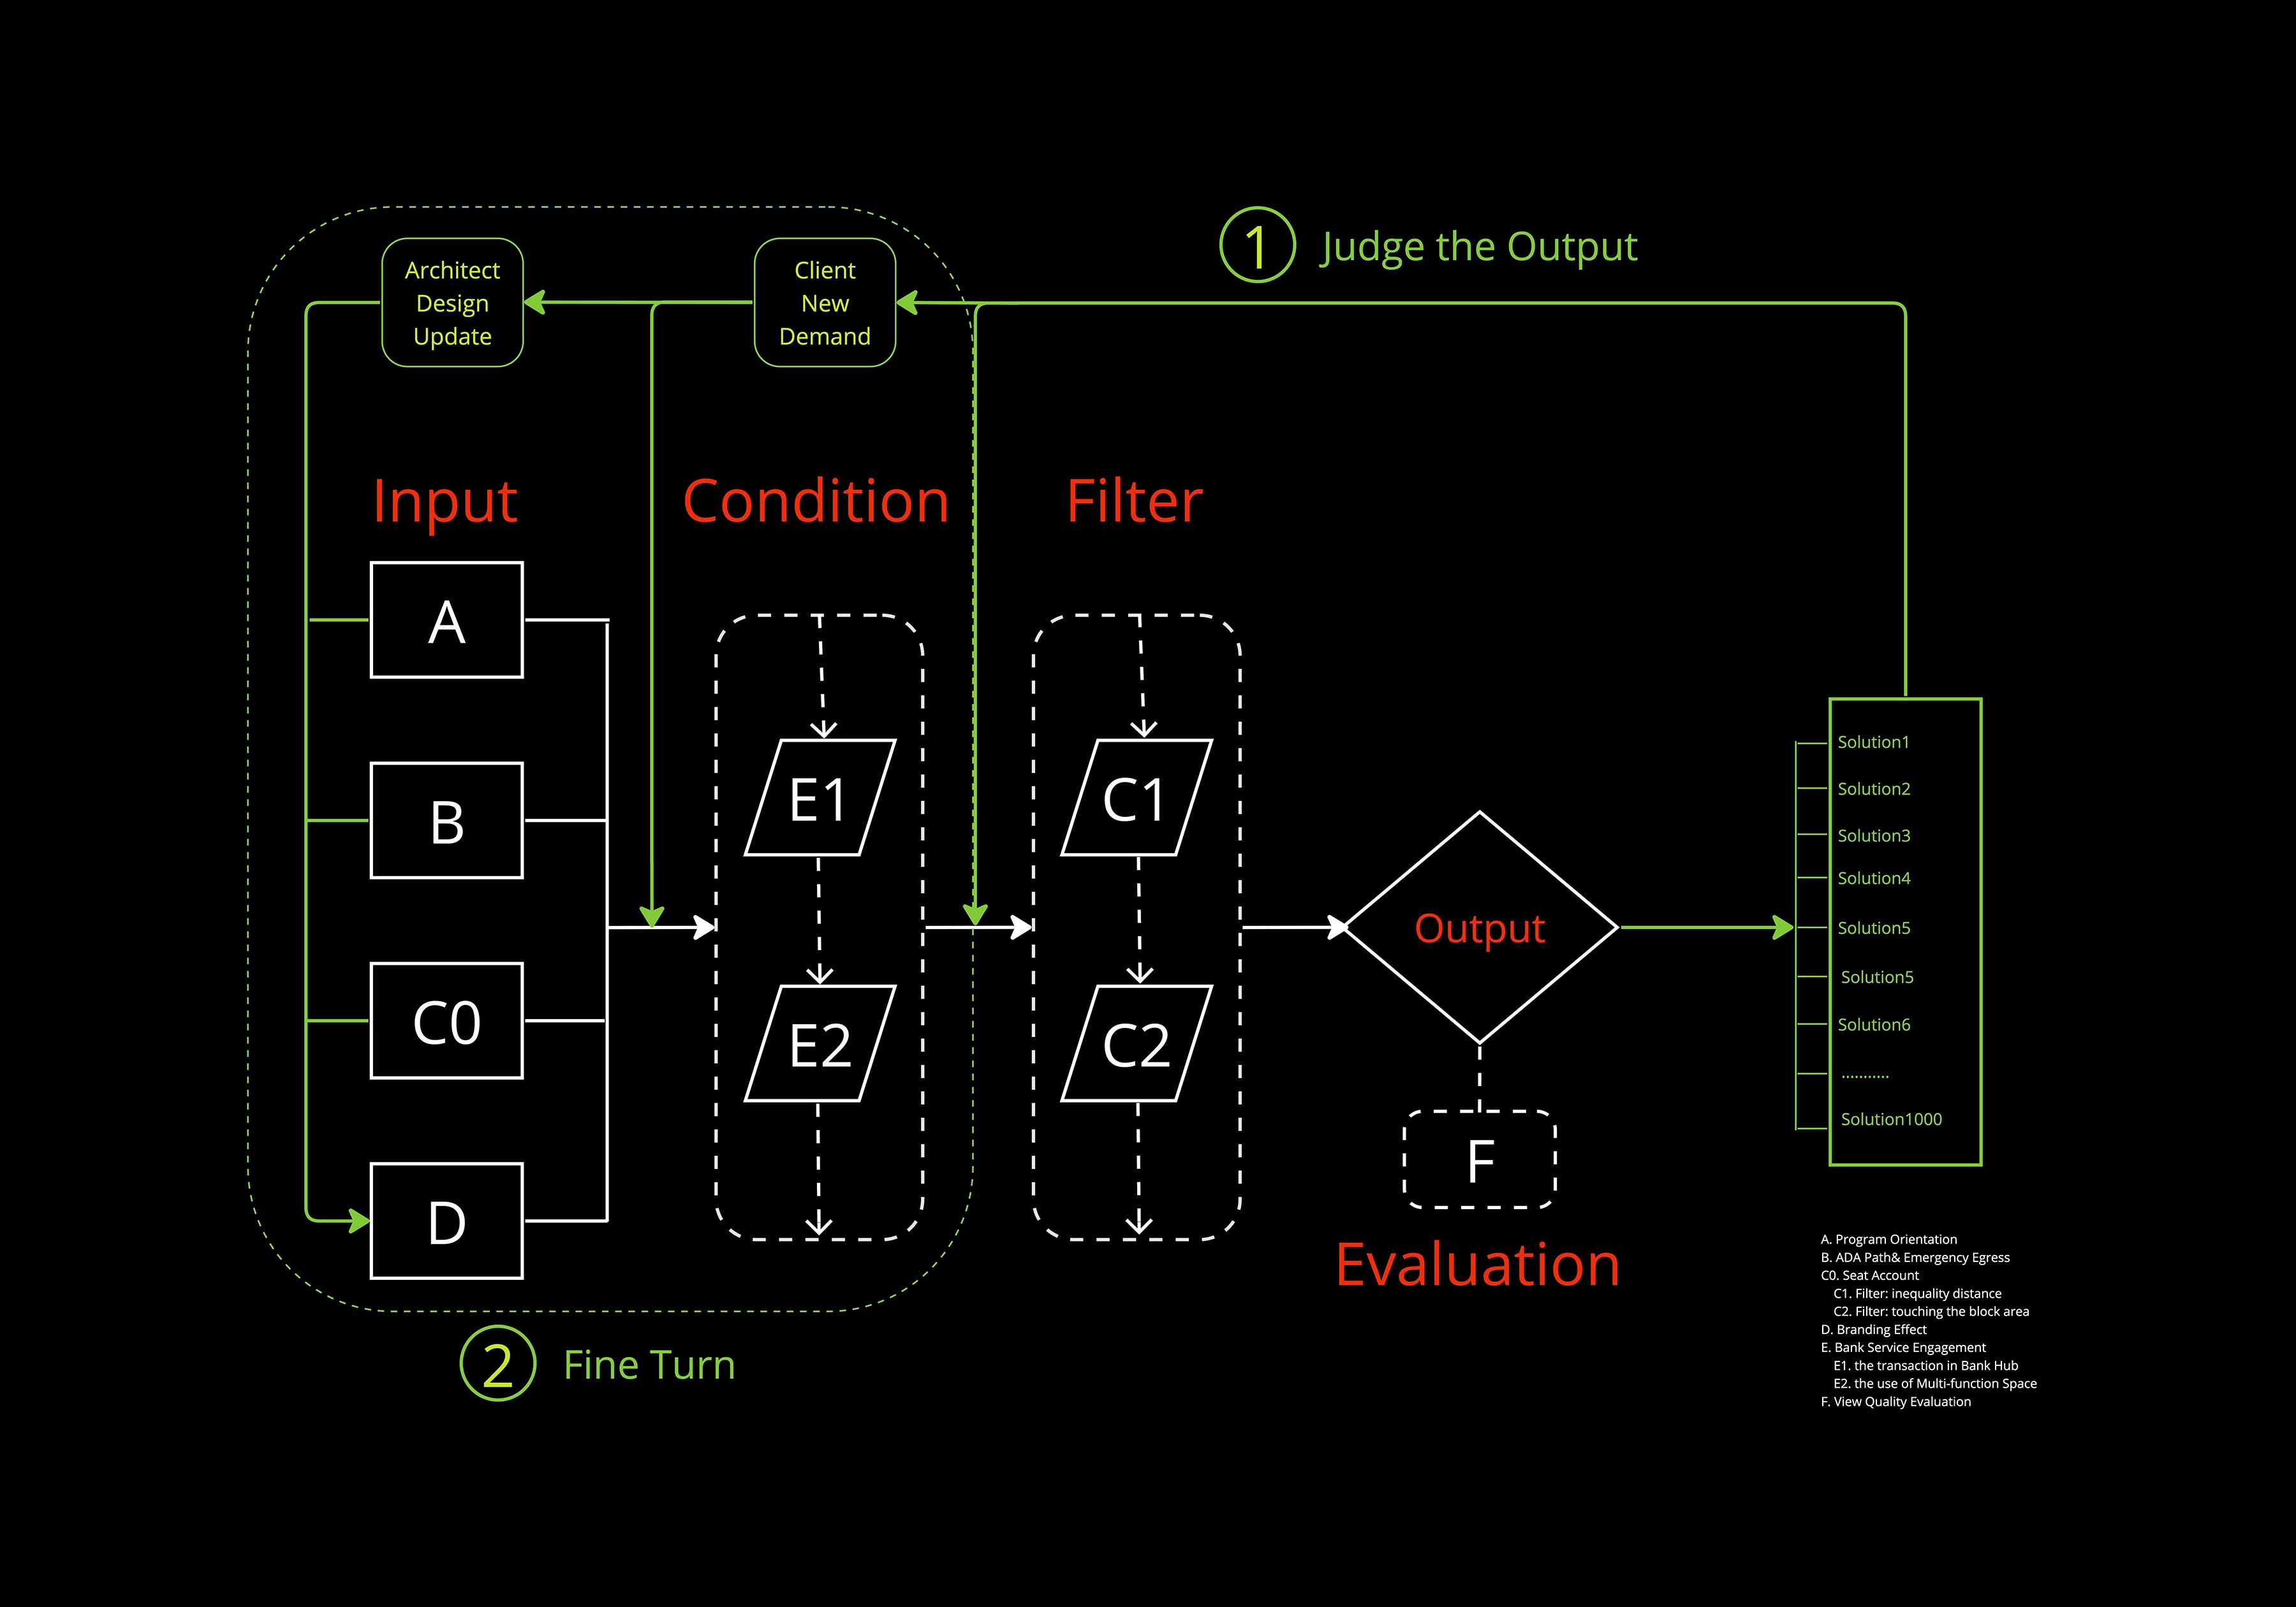 1 Judge the Output
Architect
Design
Update
Client
New
Demand
Input
Condition
Filter
A
B
C0
D
E1
E2
C1
C2
Output
F
Evaluation
Solution1
Solution2
Solution3
Solution4
Solution5
Solution5
Solution6
...........
Solution1000
2 Fine Turn
A. Program Orientation
B. ADA Path& Emergency Egress
C0. Seat Account
C1. Filter: inequality distance
C2. Filter: touching the block area
D. Branding Effect
E. Bank Service Engagement
E1. the transaction in Bank Hub
E2. the use of Multi-function Space
F. View Quality Evaluation